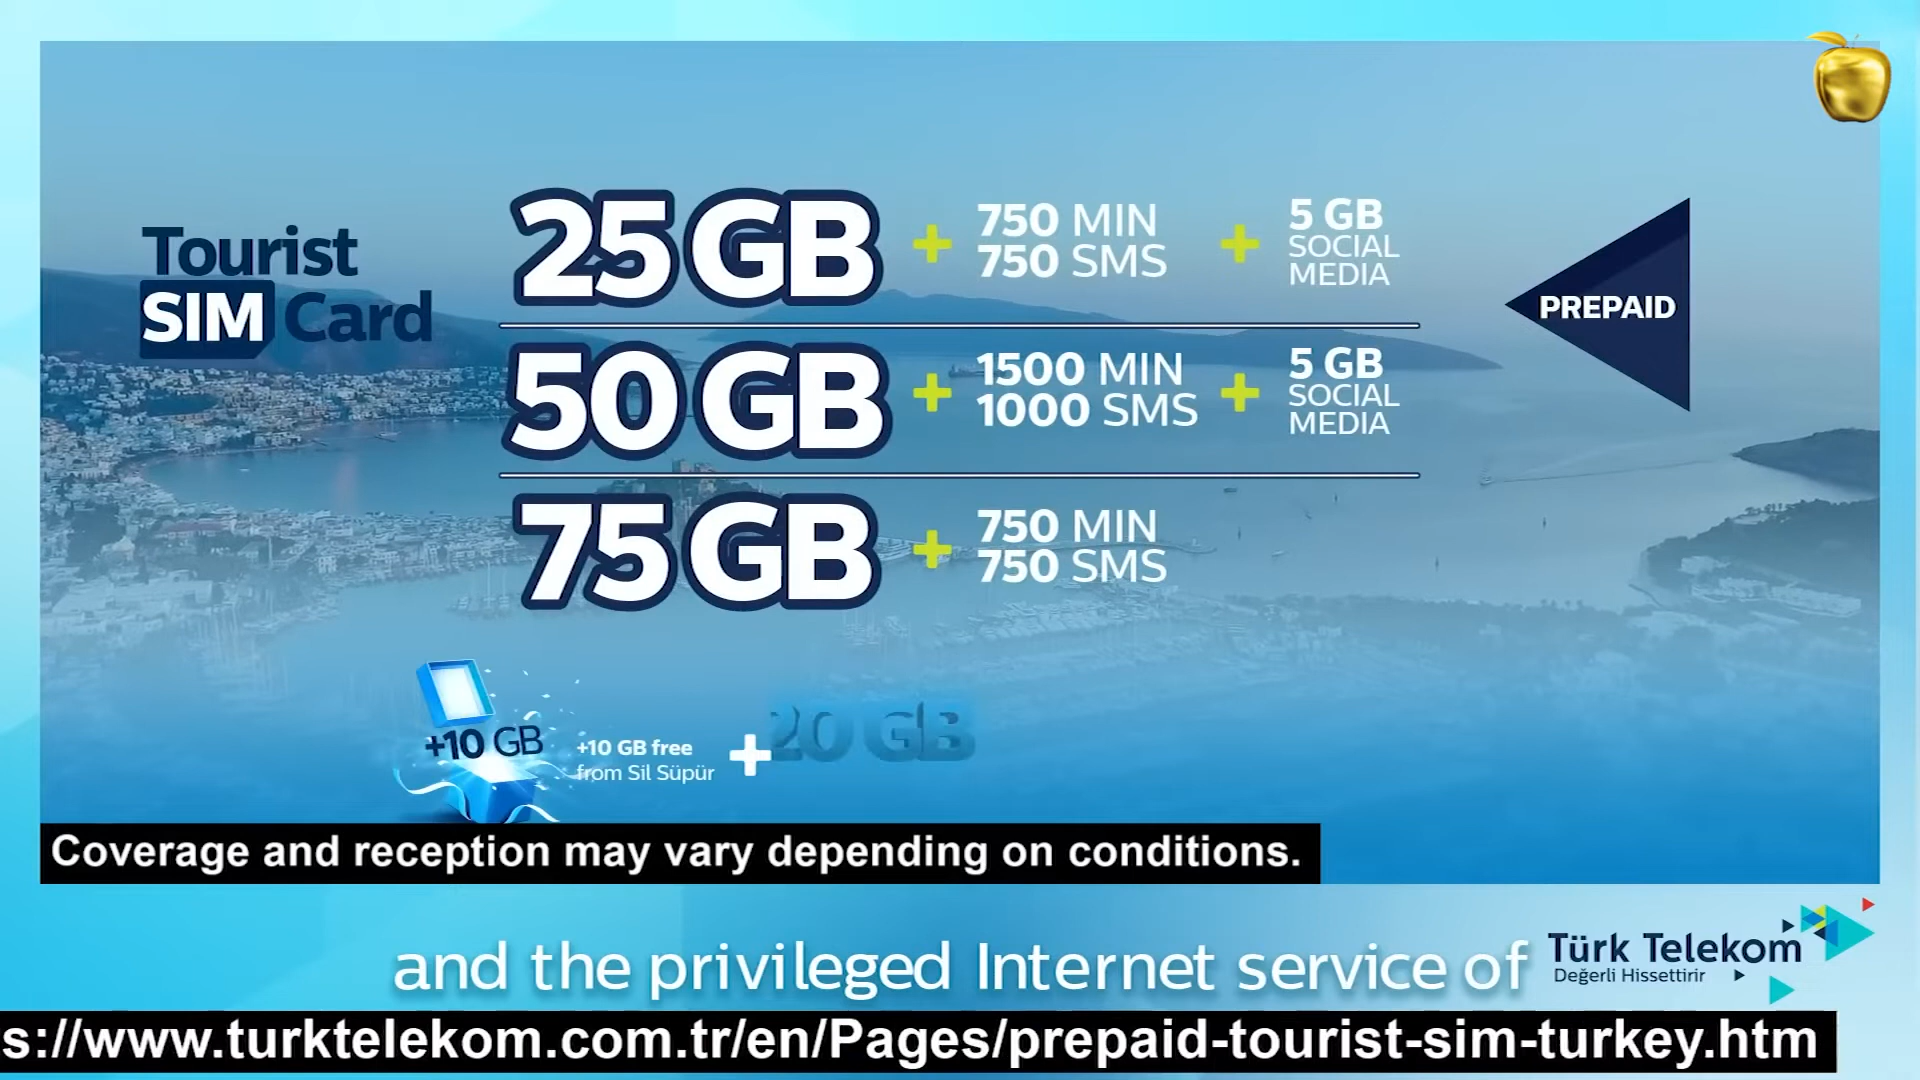 Tourist
SIM Card
25 GB + 750 MIN
750 SMS
+ 5 GB
SOCIAL
MEDIA
50 GB + 1500 MIN
1000 SMS
+ 5 GB
SOCIAL
MEDIA
75 GB + 750 MIN
750 SMS
PREPAID
+10 GB
+10 GB free
from Sil Süpür
+ 20 GB
Coverage and reception may vary depending on conditions.
and the privileged Internet service of
Türk Telekom
Değerli Hissettirir
s://www.turktelekom.com.tr/en/Pages/prepaid-tourist-sim-turkey.htm